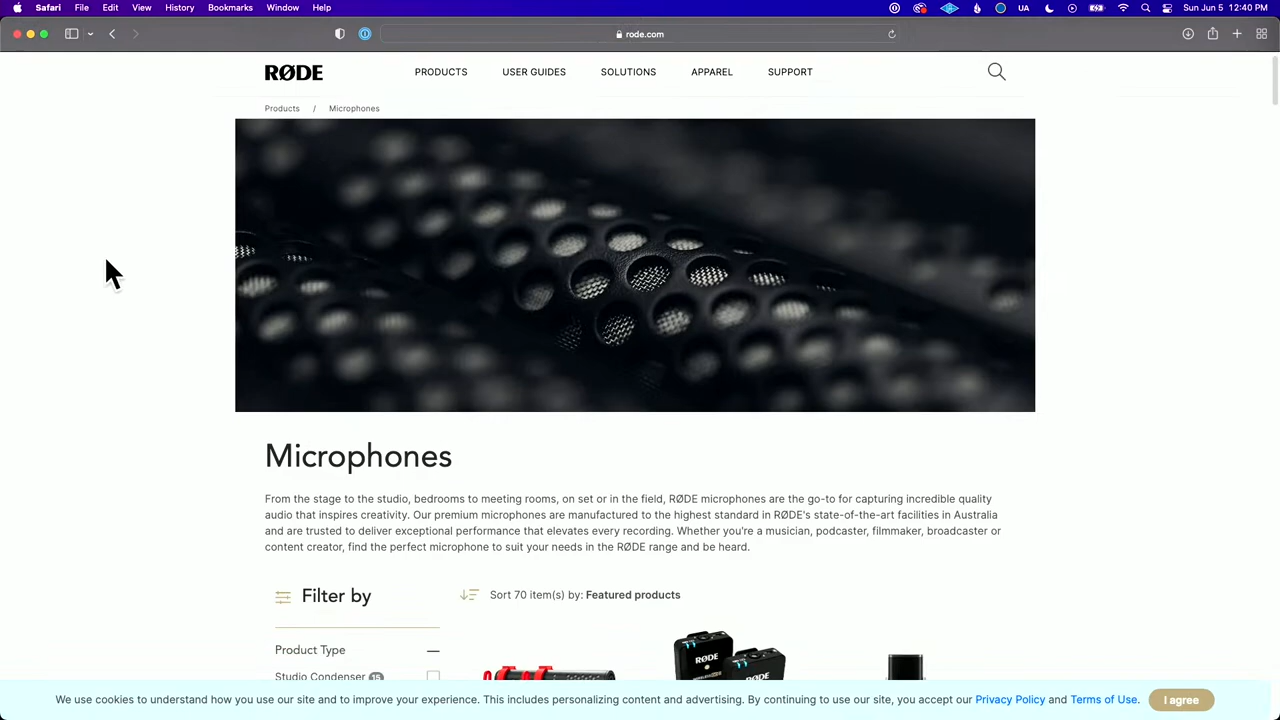 Safari File Edit View History Bookmarks Window Help UA Sun Jun 5 12:40 PM
rode.com
RØDE PRODUCTS USER GUIDES SOLUTIONS APPAREL SUPPORT
Products / Microphones
Microphones
From the stage to the studio, bedrooms to meeting rooms, on set or in the field, RØDE microphones are the go-to for capturing incredible quality
audio that inspires creativity. Our premium microphones are manufactured to the highest standard in RØDE's state-of-the-art facilities in Australia
and are trusted to deliver exceptional performance that elevates every recording. Whether you're a musician, podcaster, filmmaker, broadcaster or
content creator, find the perfect microphone to suit your needs in the RØDE range and be heard.
Filter by
Sort 70 item(s) by: Featured products
Product Type
Studio Condenser 15
RØDE
RØDE
We use cookies to understand how you use our site and to improve your experience. This includes personalizing content and advertising. By continuing to use our site, you accept our Privacy Policy and Terms of Use. I agree